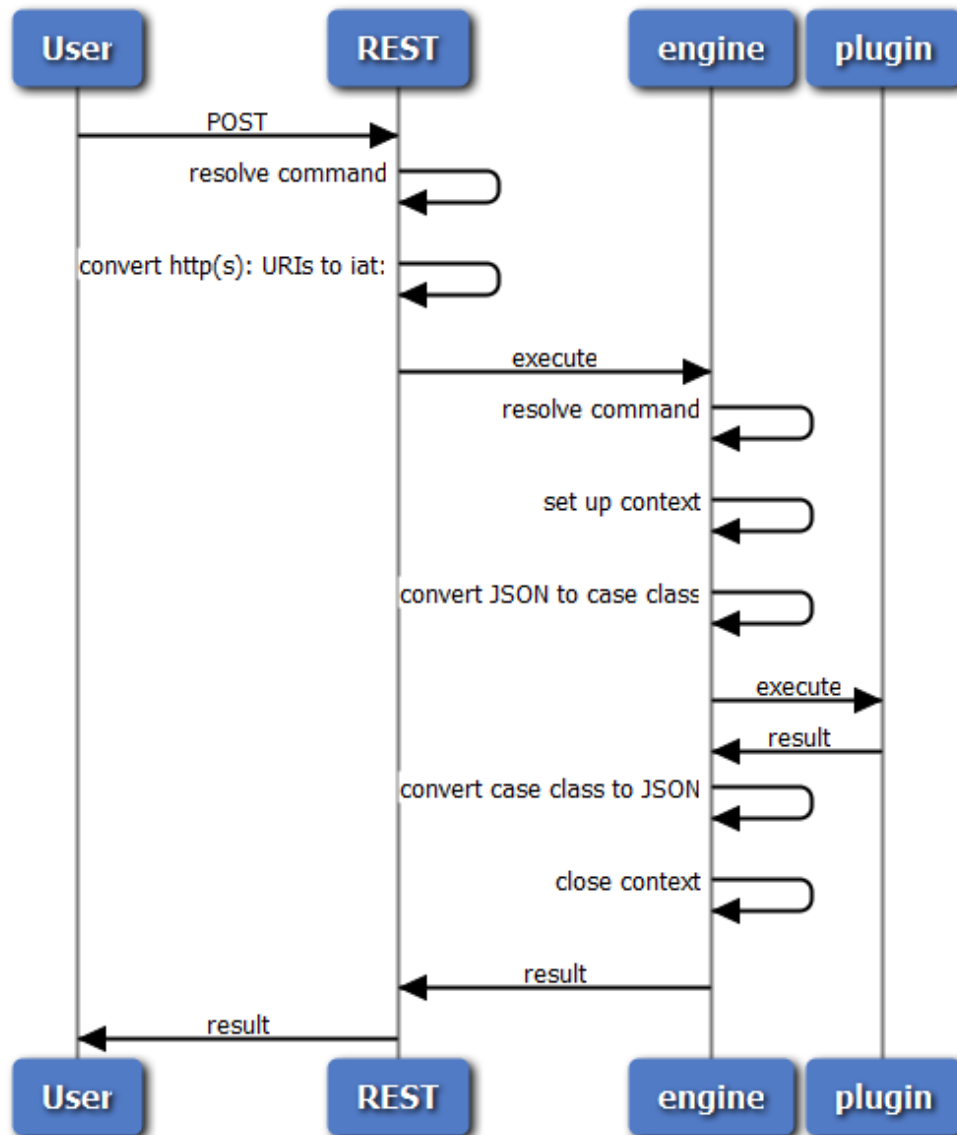 User REST engine plugin
POST
resolve command
convert http(s): URIs to iat:
execute
resolve command
set up context
convert JSON to case class
execute
result
convert case class to JSON
close context
result
result
User REST engine plugin